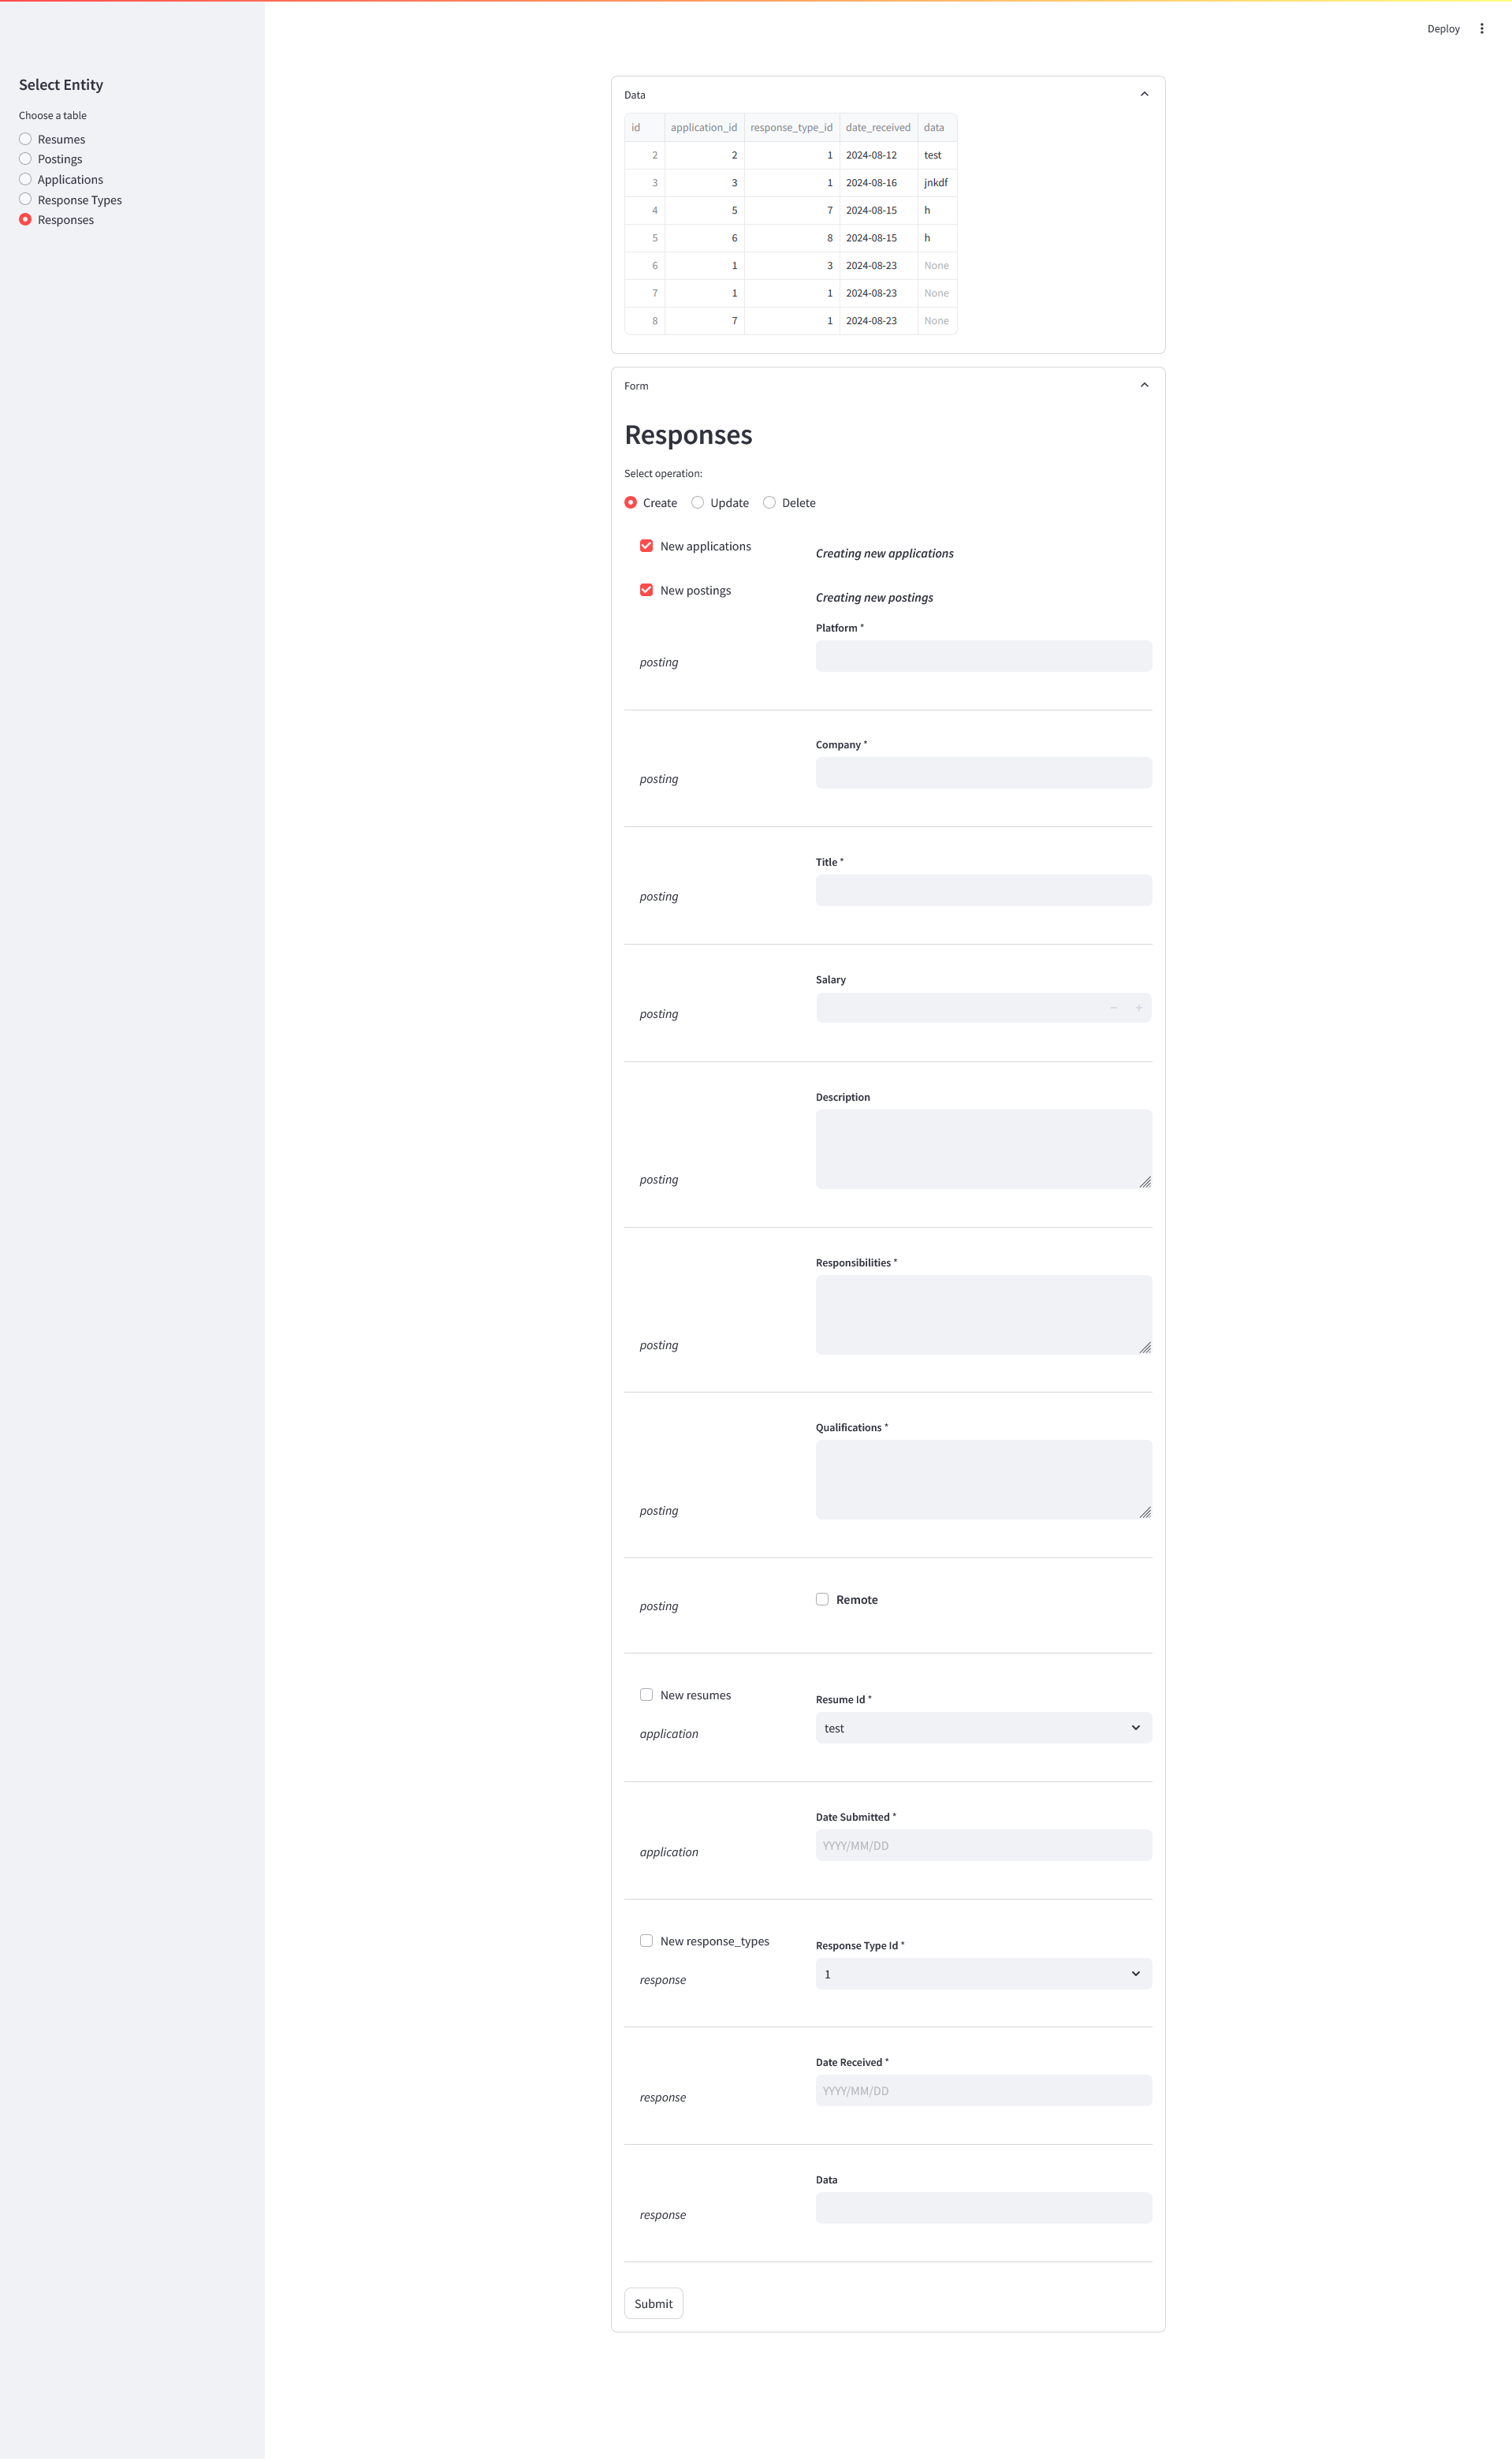 Deploy
Select Entity
Choose a table
Resumes
Postings
Applications
Response Types
Responses
Data
id application_id response_type_id date_received data
2 2 1 2024-08-12 test
3 3 1 2024-08-16 jnkdf
4 5 7 2024-08-15 h
5 6 8 2024-08-15 h
6 1 3 2024-08-23 None
7 1 1 2024-08-23 None
8 7 1 2024-08-23 None
Form
Responses
Select operation:
Create Update Delete
New applications Creating new applications
New postings Creating new postings
Platform *
posting
Company *
posting
Title *
posting
Salary
posting
Description
posting
Responsibilities *
posting
Qualifications *
posting
posting Remote
New resumes Resume Id *
test
application
Date Submitted *
YYYY/MM/DD
application
New response_types Response Type Id *
1
response
Date Received *
YYYY/MM/DD
response
Data
response
Submit